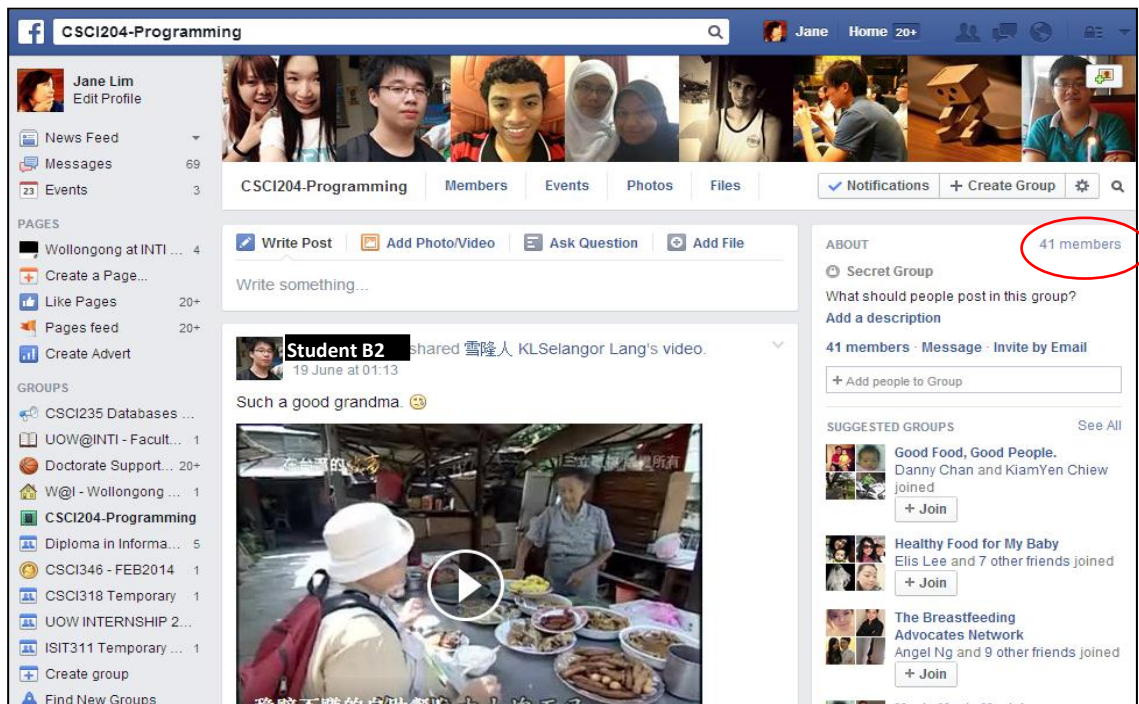 CSCI204-Programming
Jane Home 20+
Jane Lim
Edit Profile
News Feed
Messages 69
23 Events 3
PAGES
Wollongong at INTI ... 4
Create a Page...
Like Pages 20+
Pages feed 20+
Create Advert
GROUPS
CSCI235 Databases ...
UOW@INTI - Facult... 1
Doctorate Support... 20+
W@I - Wollongong ... 1
CSCI204-Programming
Diploma in Informa... 5
CSCI346 - FEB2014 1
CSCI318 Temporary 1
UOW INTERNSHIP 2...
ISIT311 Temporary ... 1
Create group
Find New Groups
CSCI204-Programming Members Events Photos Files
Notifications + Create Group
Write Post Add Photo/Video Ask Question Add File
Write something...
Student B2 shared 雪隆人 KLSelangor Lang's video.
19 June at 01:13
Such a good grandma.
ABOUT 41 members
Secret Group
What should people post in this group?
Add a description
41 members · Message · Invite by Email
+ Add people to Group
SUGGESTED GROUPS See All
Good Food, Good People.
Danny Chan and KiamYen Chiew
joined
+ Join
Healthy Food for My Baby
Elis Lee and 7 other friends joined
+ Join
The Breastfeeding
Advocates Network
Angel Ng and 9 other friends joined
+ Join